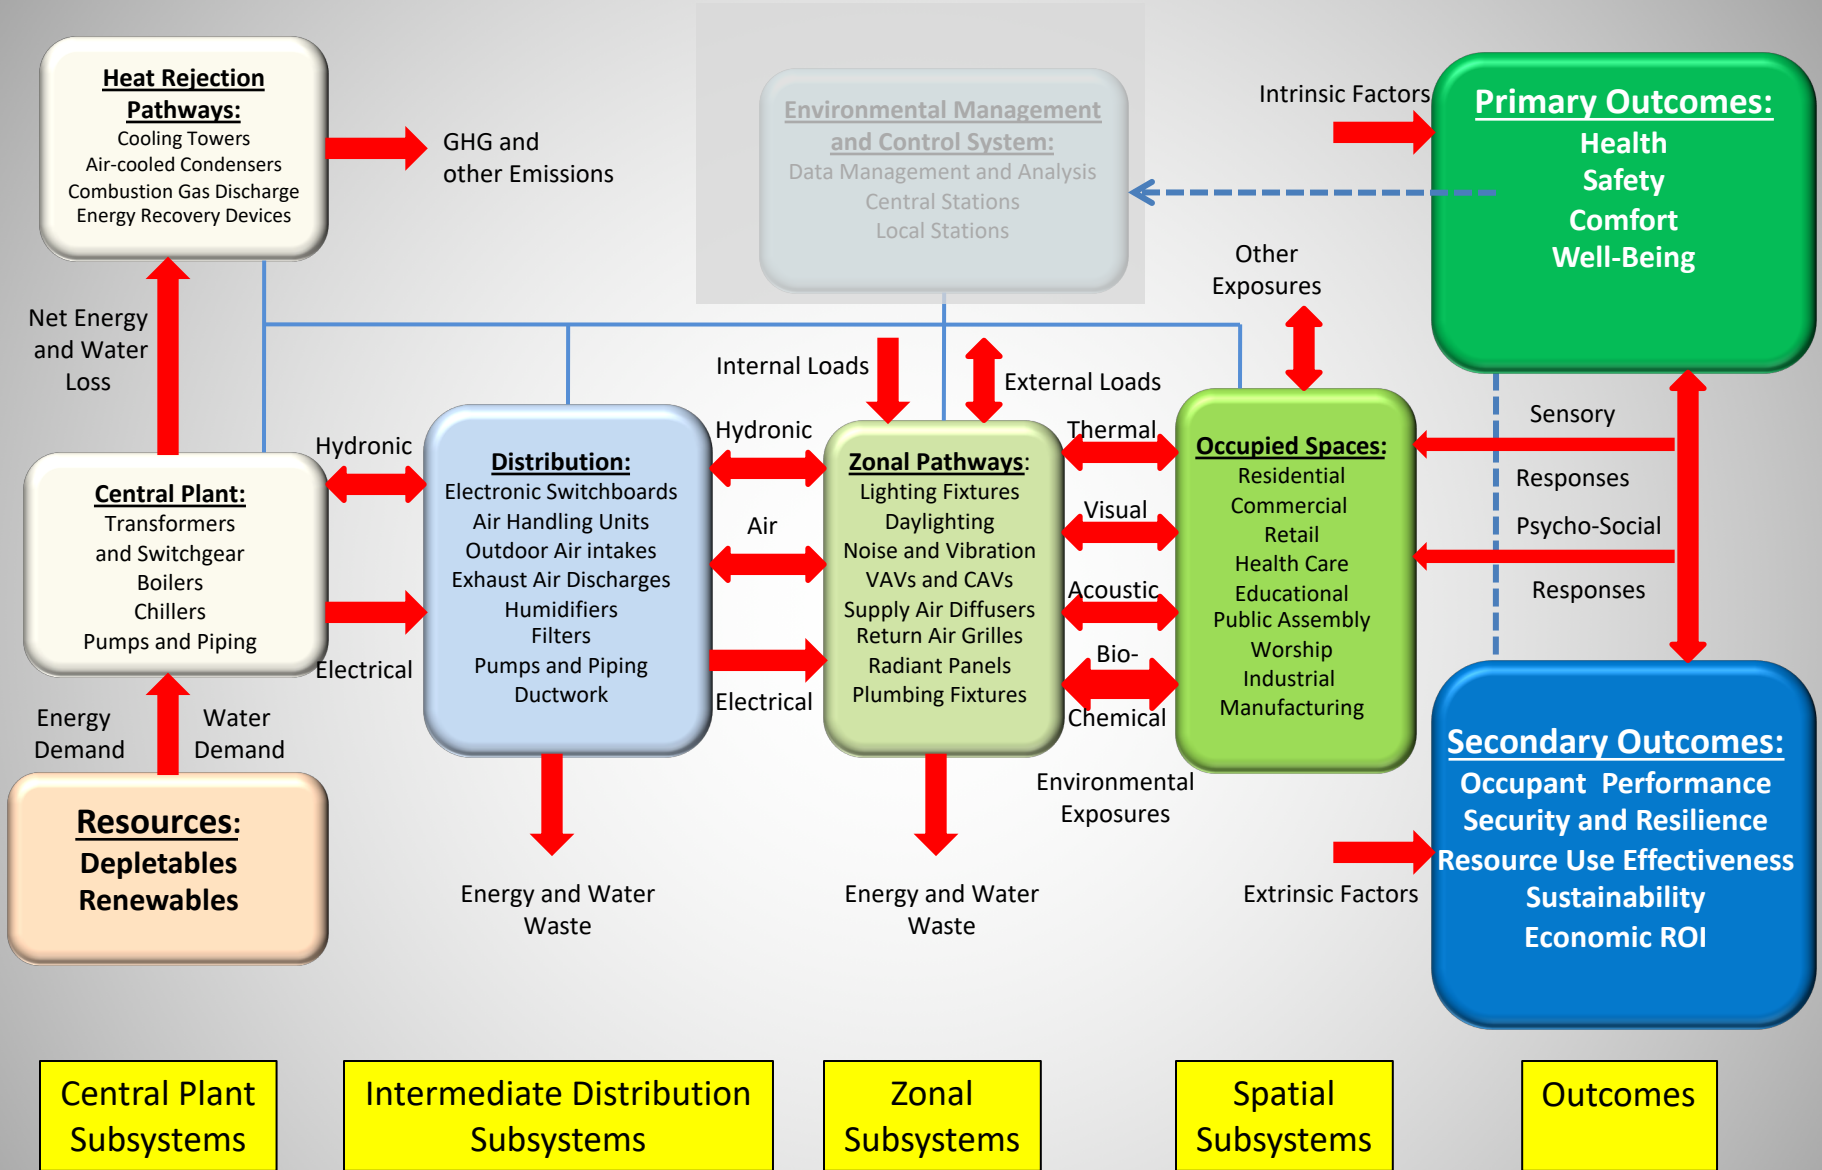 Heat Rejection
Pathways:
Cooling Towers
Air-cooled Condensers
Combustion Gas Discharge
Energy Recovery Devices
GHG and
other Emissions
Environmental Management
and Control System:
Data Management and Analysis
Central Stations
Local Stations
Intrinsic Factors
Primary Outcomes:
Health
Safety
Comfort
Well-Being
Other
Exposures
Net Energy
and Water
Loss
Internal Loads
External Loads
Hydronic
Hydronic
Thermal
Sensory
Responses
Psycho-Social
Responses
Central Plant:
Transformers
and Switchgear
Boilers
Chillers
Pumps and Piping
Electrical
Distribution:
Electronic Switchboards
Air Handling Units
Outdoor Air intakes
Exhaust Air Discharges
Humidifiers
Filters
Pumps and Piping
Ductwork
Air
Electrical
Zonal Pathways:
Lighting Fixtures
Daylighting
Noise and Vibration
VAVs and CAVs
Supply Air Diffusers
Return Air Grilles
Radiant Panels
Plumbing Fixtures
Visual
Acoustic
Bio-
Chemical
Environmental
Exposures
Occupied Spaces:
Residential
Commercial
Retail
Health Care
Educational
Public Assembly
Worship
Industrial
Manufacturing
Energy
Demand
Water
Demand
Resources:
Depletables
Renewables
Energy and Water
Waste
Energy and Water
Waste
Extrinsic Factors
Secondary Outcomes:
Occupant  Performance
Security and Resilience
Resource Use Effectiveness
Sustainability
Economic ROI
Central Plant
Subsystems
Intermediate Distribution
Subsystems
Zonal
Subsystems
Spatial
Subsystems
Outcomes